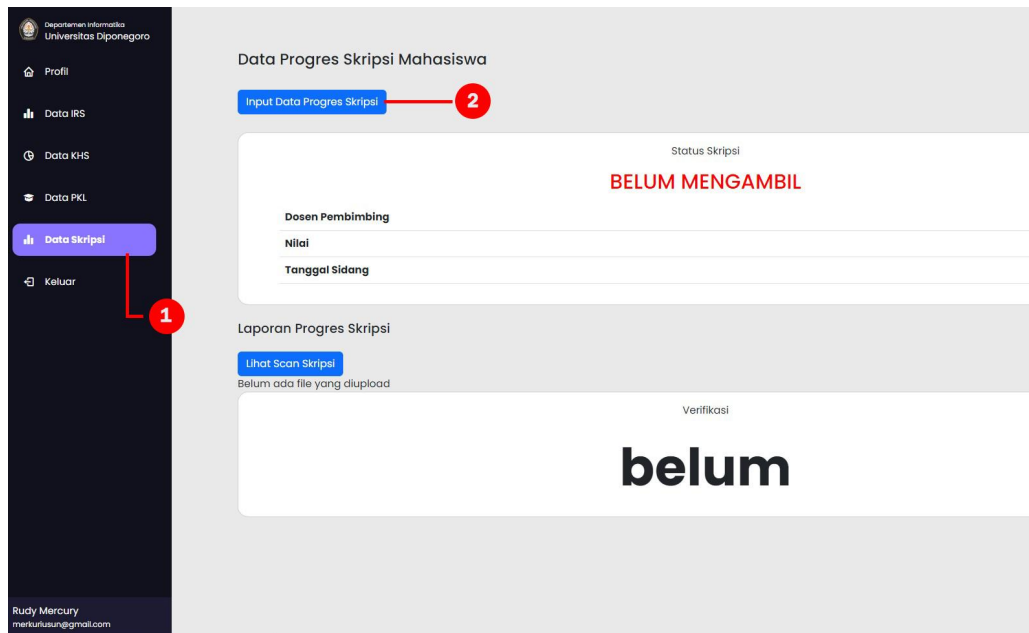 Departemen Informatika
Universitas Diponegoro
Profil
Data IRS
Data KHS
Data PKL
Data Skripsi
Keluar
1
Rudy Mercury
merkuriusun@gmail.com
Data Progres Skripsi Mahasiswa
Input Data Progres Skripsi
2
Status Skripsi
BELUM MENGAMBIL
Dosen Pembimbing
Nilai
Tanggal Sidang
Laporan Progres Skripsi
Lihat Scan Skripsi
Belum ada file yang diupload
Verifikasi
belum